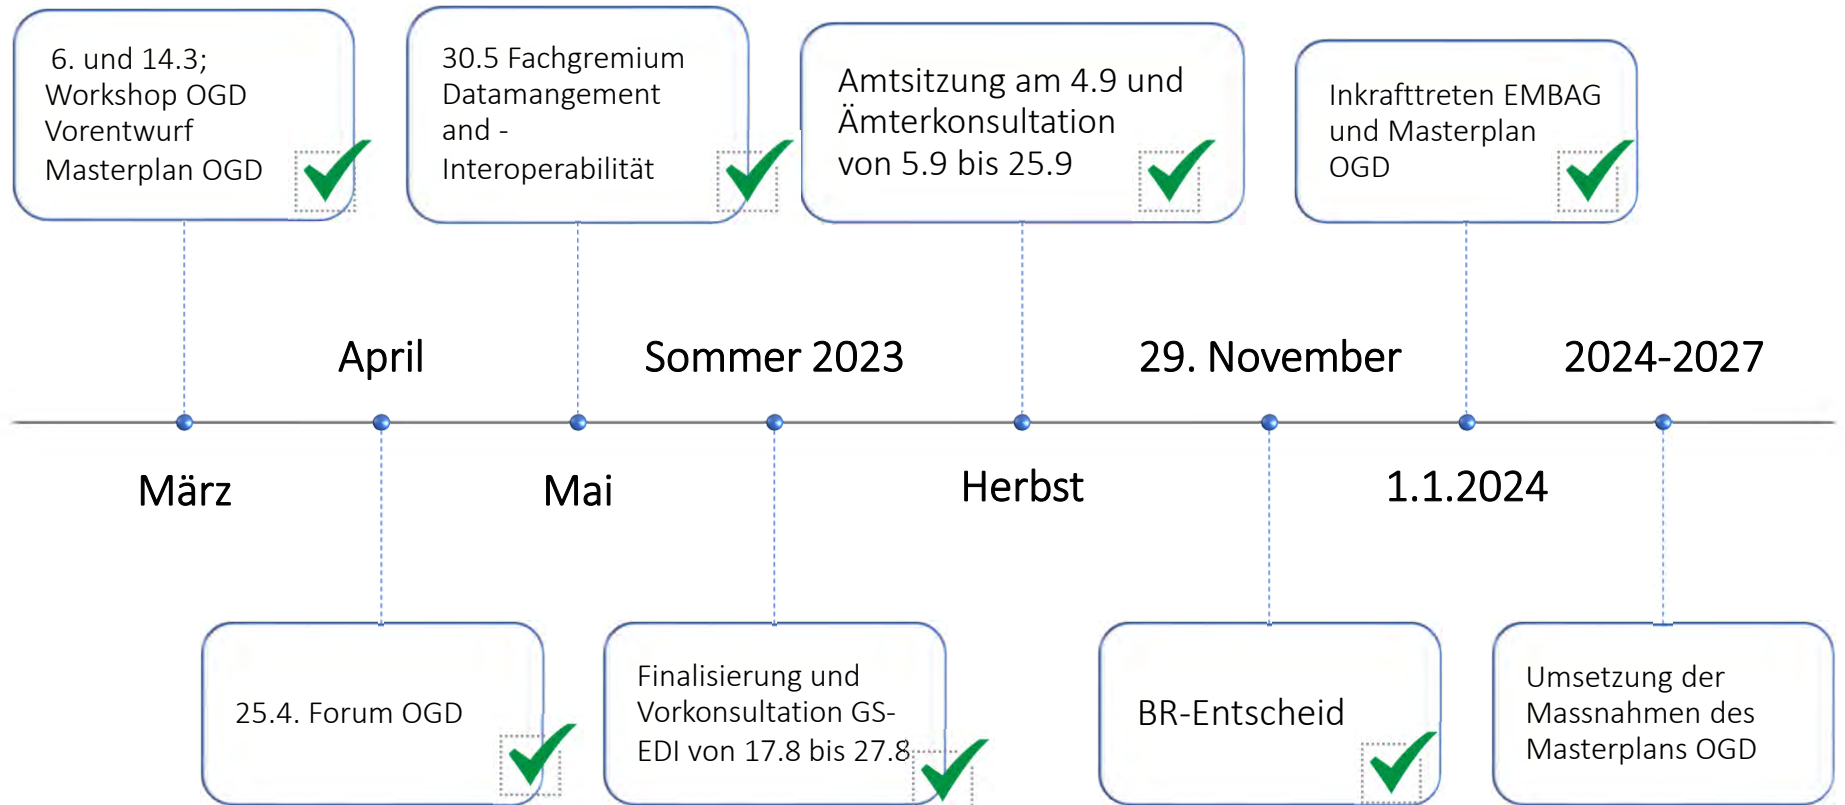 6. und 14.3;
Workshop OGD
Vorentwurf
Masterplan OGD
30.5 Fachgremium
Datamangement
and -
Interoperabilität
Amtsitzung am 4.9 und
Ämterkonsultation
von 5.9 bis 25.9
Inkrafttreten EMBAG
und Masterplan
OGD
April
Sommer 2023
29. November
2024-2027
März
Mai
Herbst
1.1.2024
25.4. Forum OGD
Finalisierung und
Vorkonsultation GS-
EDI von 17.8 bis 27.8
BR-Entscheid
Umsetzung der
Massnahmen des
Masterplans OGD